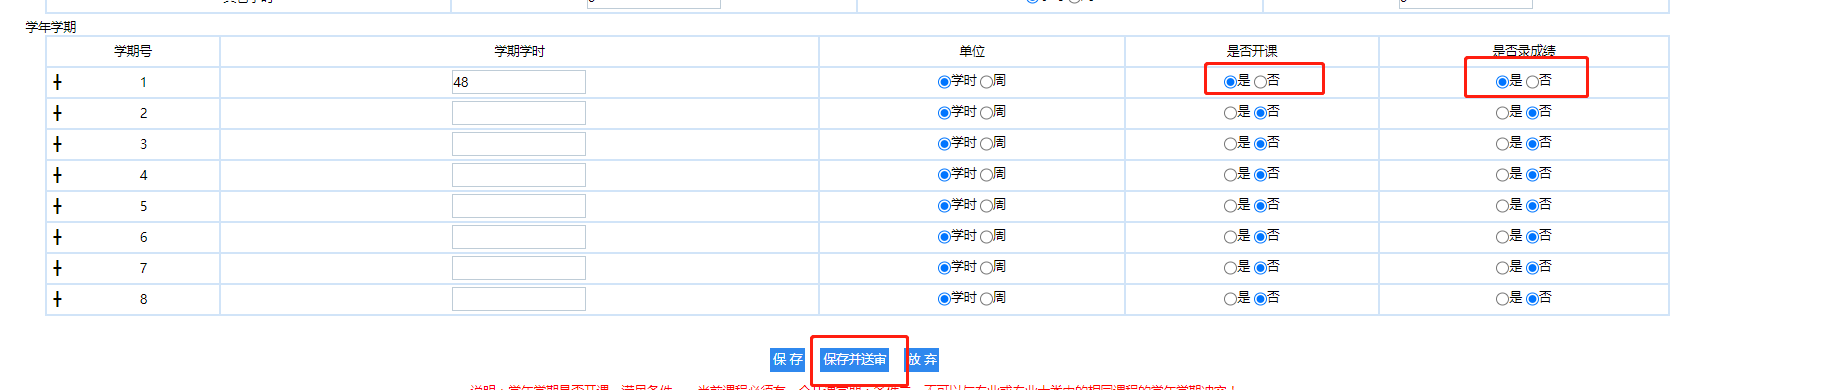 学年学期
学期号 学期学时 单位 是否开课 是否录成绩
1 48 学时 周 是 否 是 否
2 学时 周 是 否 是 否
3 学时 周 是 否 是 否
4 学时 周 是 否 是 否
5 学时 周 是 否 是 否
6 学时 周 是 否 是 否
7 学时 周 是 否 是 否
8 学时 周 是 否 是 否
保 存 保存并送审 放 弃